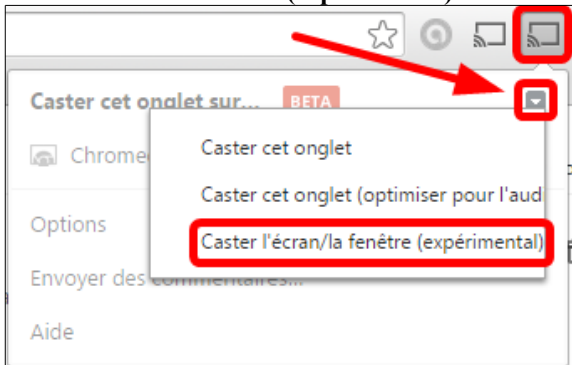 Caster cet onglet sur... BETA
Caster cet onglet
Caster cet onglet (optimiser pour l'aud
Options
Caster l'écran/la fenêtre (expérimental)
Envoyer des commentaires...
Aide